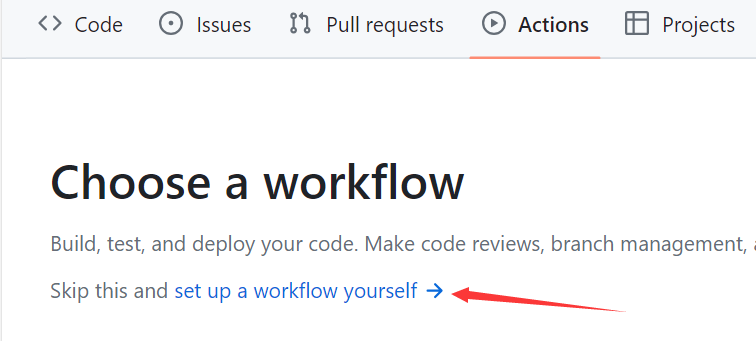 Code Issues Pull requests Actions Projects
Choose a workflow
Build, test, and deploy your code. Make code reviews, branch management,
Skip this and set up a workflow yourself →